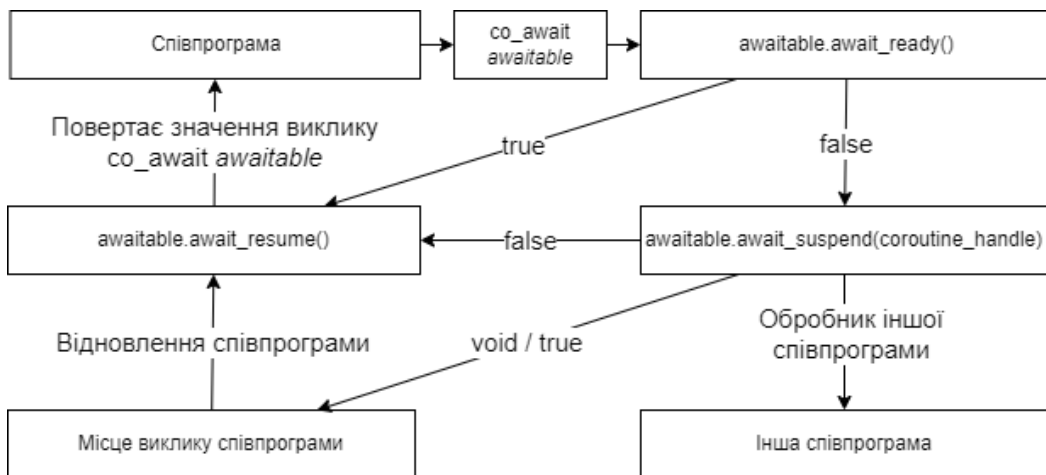 Співпрограма
co_await
awaitable
awaitable.await_ready()
Повертає значення виклику
co_await awaitable
true
false
awaitable.await_resume()
false
awaitable.await_suspend(coroutine_handle)
Відновлення співпрограми
void / true
Обробник іншої
співпрограми
Місце виклику співпрограми
Інша співпрограма